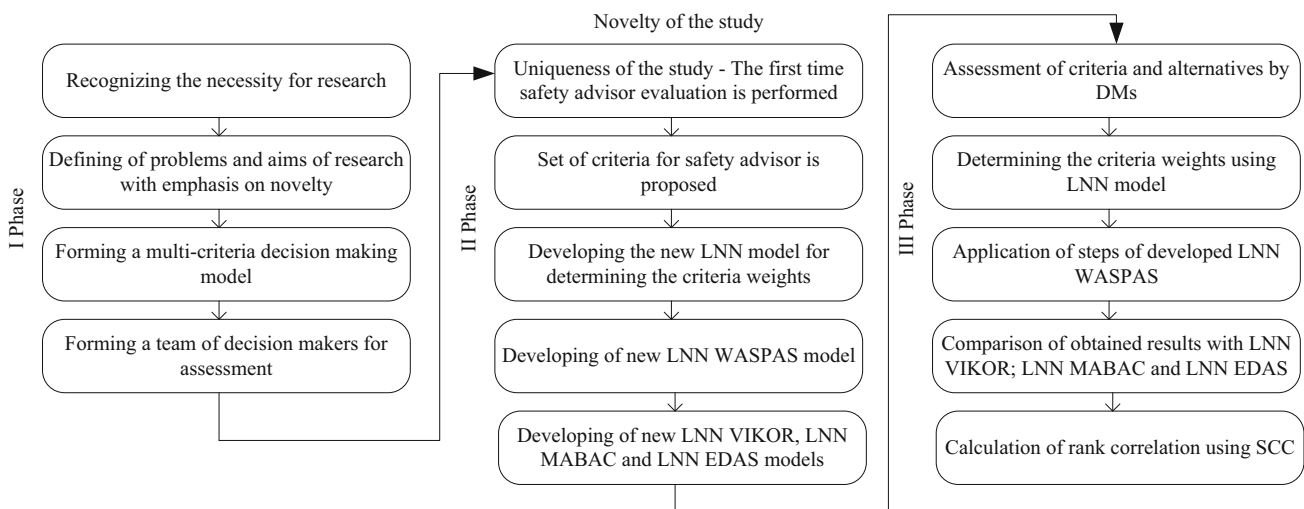 I Phase
Recognizing the necessity for research
Defining of problems and aims of research
with emphasis on novelty
Forming a multi-criteria decision making
model
Forming a team of decision makers for
assessment
Novelty of the study
II Phase
Uniqueness of the study - The first time
safety advisor evaluation is performed
Set of criteria for safety advisor is
proposed
Developing the new LNN model for
determining the criteria weights
Developing of new LNN WASPAS model
Developing of new LNN VIKOR, LNN
MABAC and LNN EDAS models
III Phase
Assessment of criteria and alternatives by
DMs
Determining the criteria weights using
LNN model
Application of steps of developed LNN
WASPAS
Comparison of obtained results with LNN
VIKOR; LNN MABAC and LNN EDAS
Calculation of rank correlation using SCC